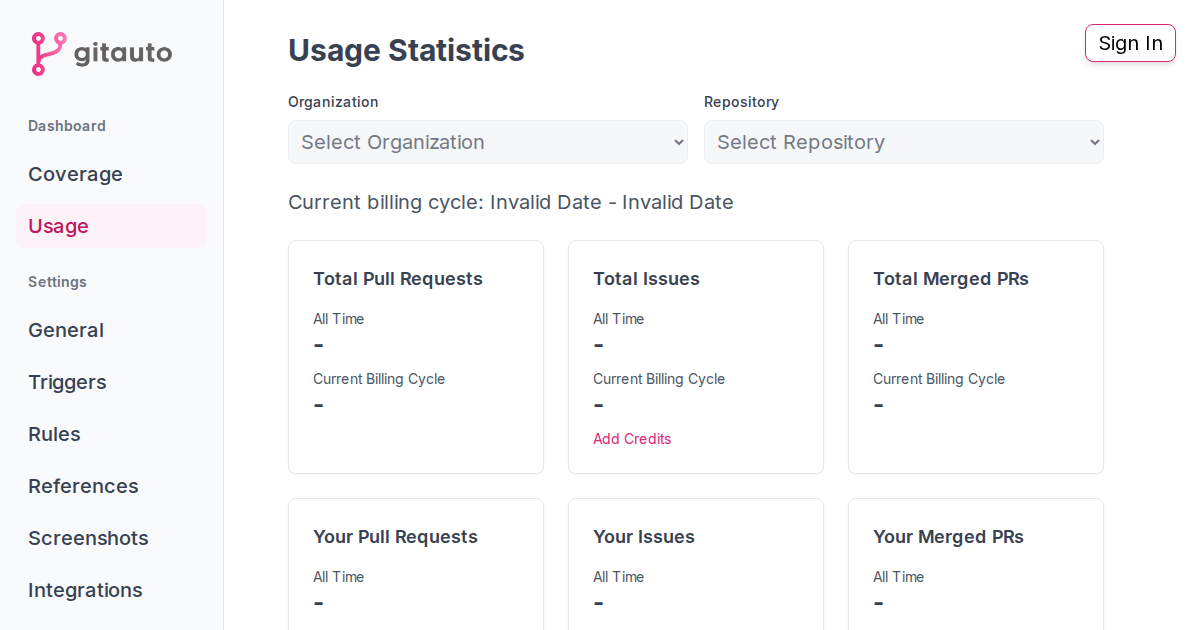 gitauto
Dashboard
Coverage
Usage
Settings
General
Triggers
Rules
References
Screenshots
Integrations
Usage Statistics
Sign In
Organization
Repository
Select Organization
Select Repository
Current billing cycle: Invalid Date - Invalid Date
Total Pull Requests
All Time
-
Current Billing Cycle
-
Total Issues
All Time
-
Current Billing Cycle
-
Add Credits
Total Merged PRs
All Time
-
Current Billing Cycle
-
Your Pull Requests
All Time
-
Your Issues
All Time
-
Your Merged PRs
All Time
-